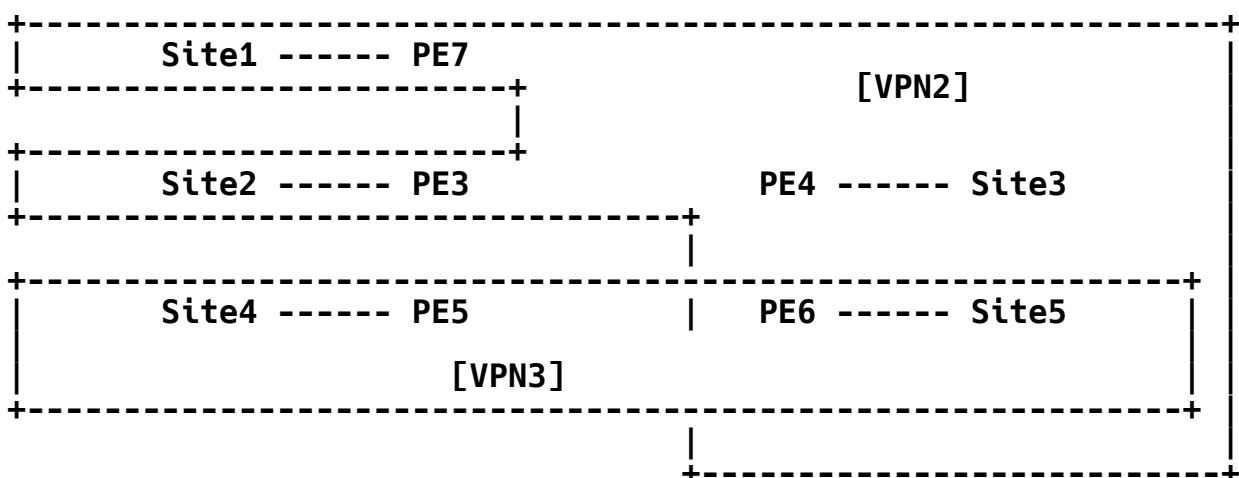 +--------------------------------------------------------------+
|       Site1 ------ PE7                                       |
+-------------------------+                 [VPN2]             |
                          |                                    |
+-------------------------+                                    |
|       Site2 ------ PE3               PE4 ------ Site3        |
+----------------------------------+                           |
                                   |                           |
+------------------------------------------------------------+ |
|       Site4 ------ PE5           |   PE6 ------ Site5      | |
|                                                            | |
|                      [VPN3]                                | |
+------------------------------------------------------------+ |
                                   |                           |
                                   +---------------------------+